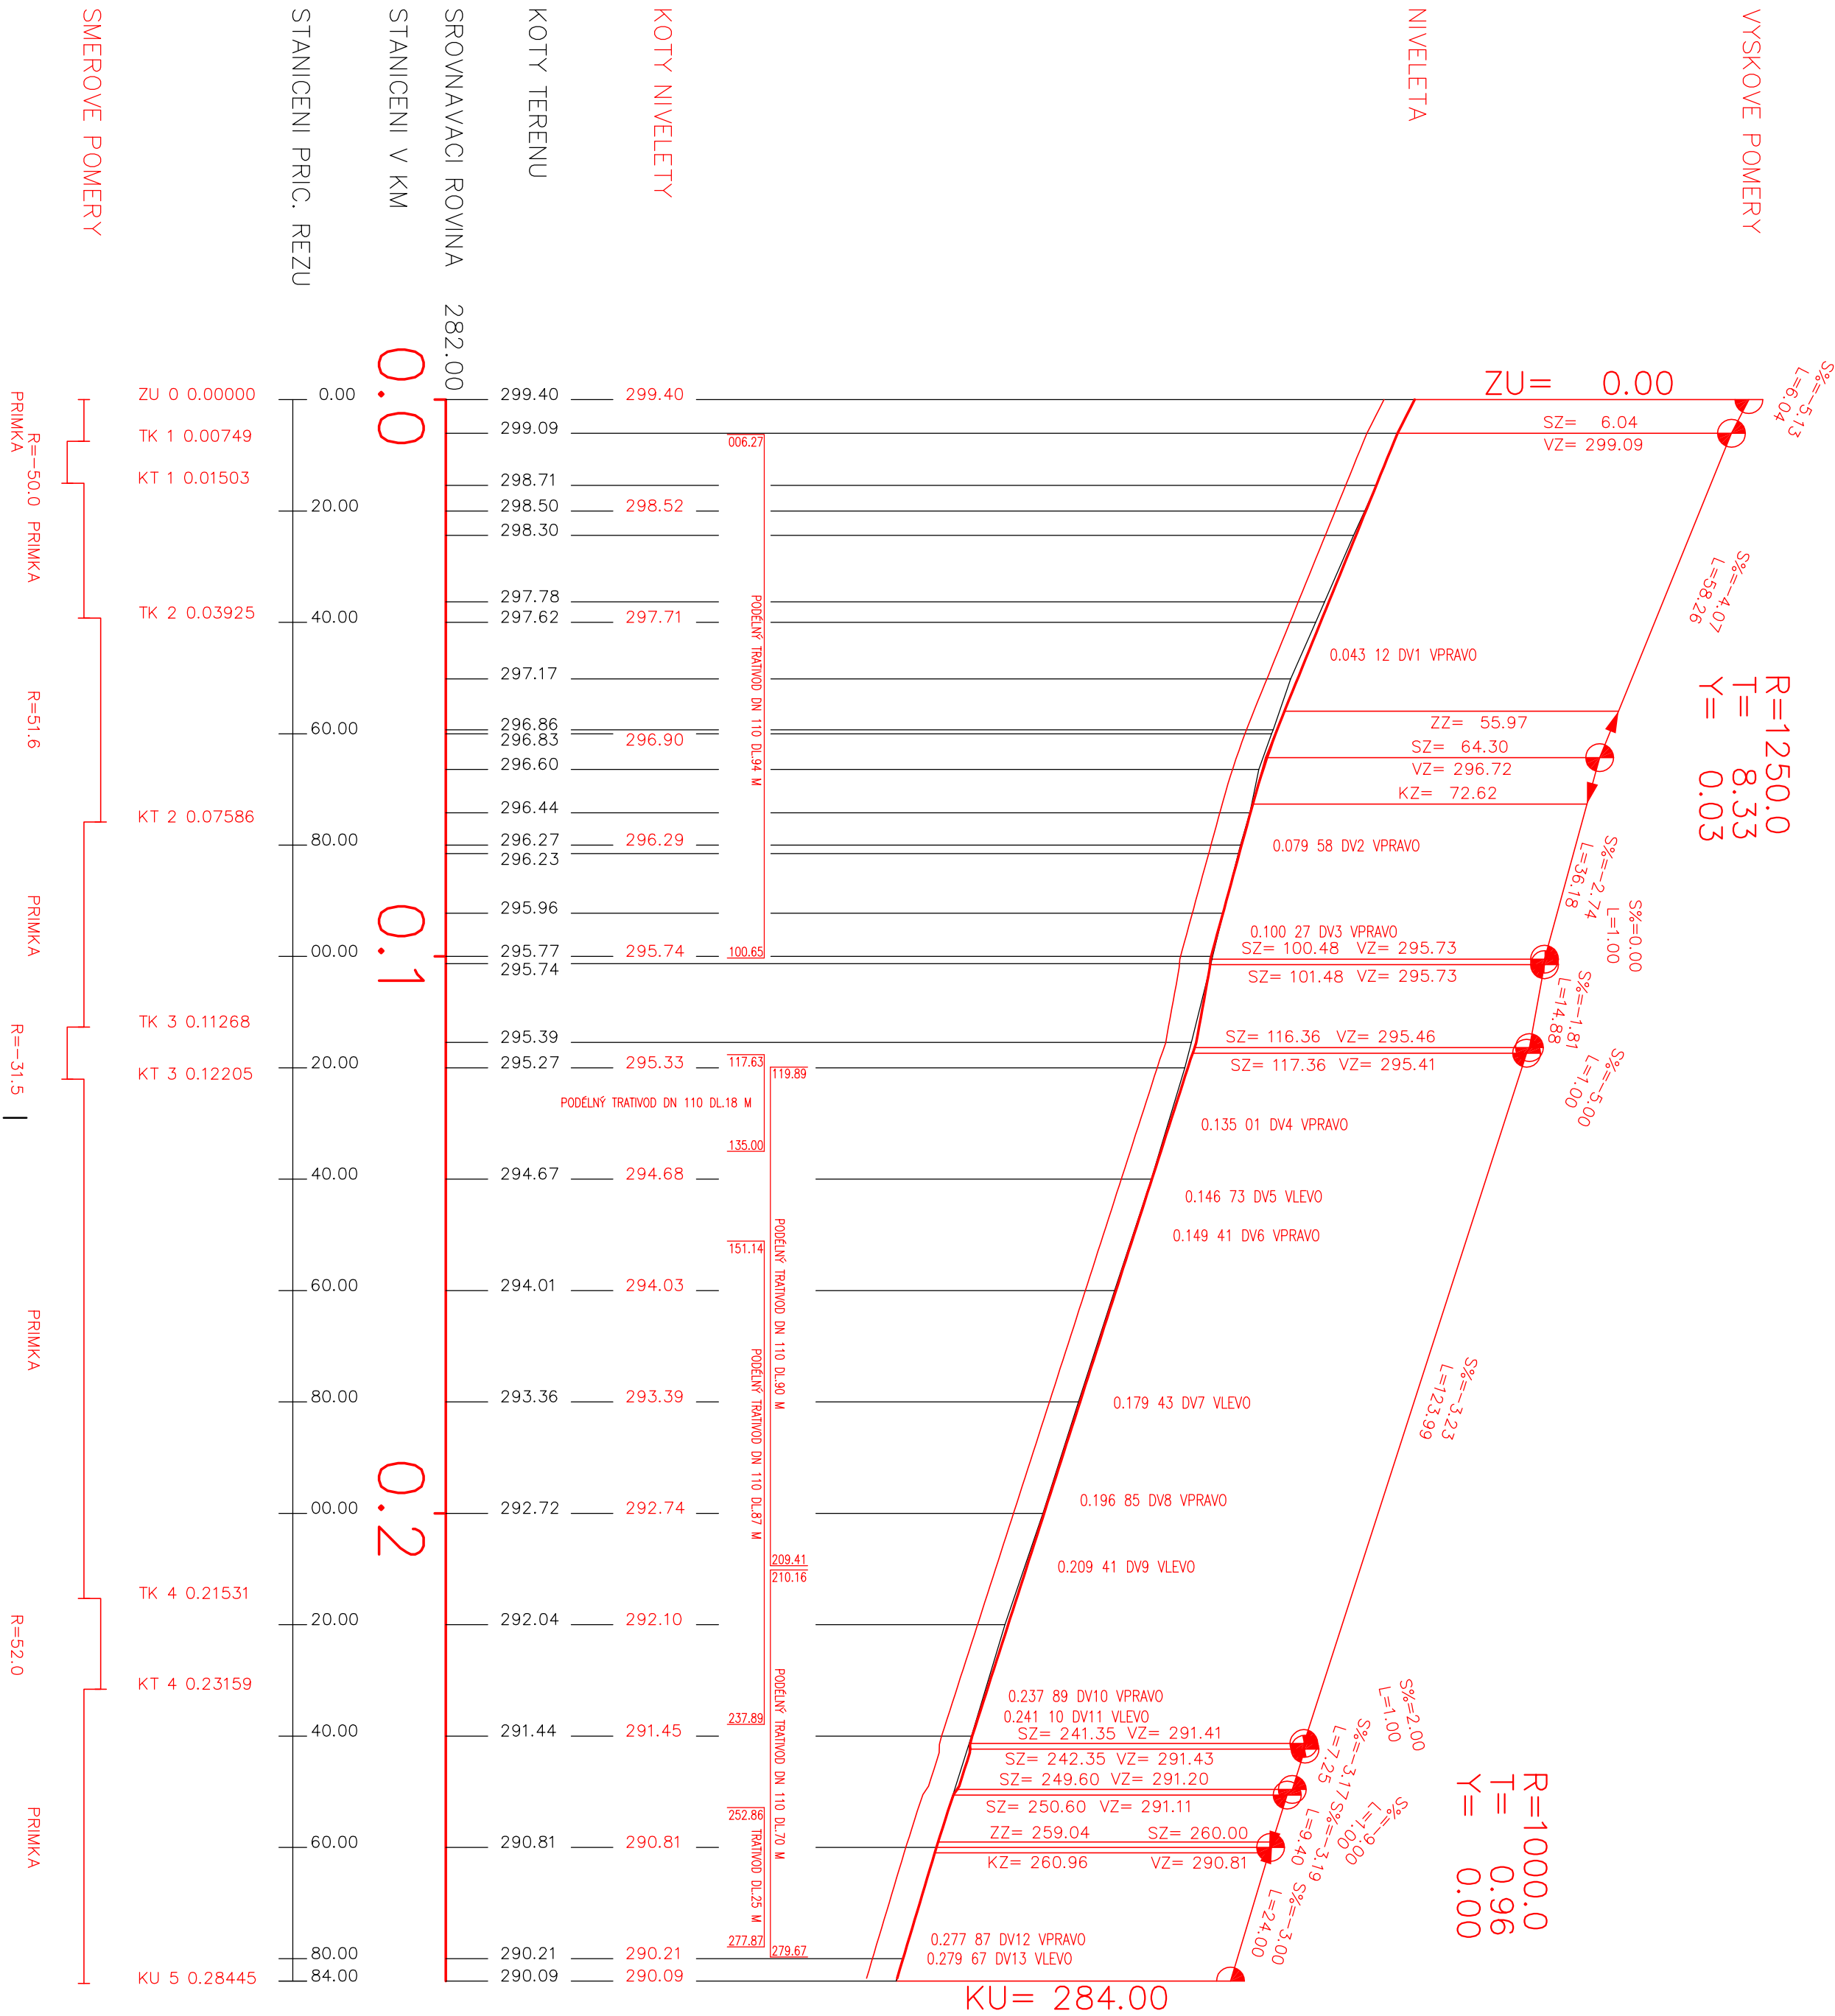 VYSKOVE POMERY
NIVELETA
KOTY NIVELETY
KOTY TERENU
SROVNAVACI ROVINA 282.00
STANICENI V KM
STANICENI PRIC. REZU
SMEROVE POMERY
ZU= 0.00
S%=-5.13
L=6.04
SZ= 6.04
VZ= 299.09
S%=-4.07
L=58.26
R=1250.0
T= 8.33
Y= 0.03
ZZ= 55.97
SZ= 64.30
VZ= 296.72
KZ= 72.62
S%=-2.74
L=36.18
S%=0.00
L=1.00
SZ= 100.48 VZ= 295.73
SZ= 101.48 VZ= 295.73
S%=-1.81
L=14.88
SZ= 116.36 VZ= 295.46
SZ= 117.36 VZ= 295.41
S%=-5.00
L=1.00
S%=-3.23
L=123.99
S%=2.00
L=1.00
SZ= 241.35 VZ= 291.41
SZ= 242.35 VZ= 291.43
S%=-3.17
L=7.25
SZ= 249.60 VZ= 291.20
SZ= 250.60 VZ= 291.11
S%=-9.00
L=1.00
S%=-3.19
L=9.40
R=1000.0
T= 0.96
Y= 0.00
ZZ= 259.04 SZ= 260.00
KZ= 260.96 VZ= 290.81
S%=-3.00
L=24.00
KU= 284.00
0.043 12 DV1 VPRAVO
0.079 58 DV2 VPRAVO
0.100 27 DV3 VPRAVO
0.135 01 DV4 VPRAVO
0.146 73 DV5 VLEVO
0.149 41 DV6 VPRAVO
0.179 43 DV7 VLEVO
0.196 85 DV8 VPRAVO
0.209 41 DV9 VLEVO
0.237 89 DV10 VPRAVO
0.241 10 DV11 VLEVO
0.277 87 DV12 VPRAVO
0.279 67 DV13 VLEVO
006.27
PODÉLNÝ TRATIVOD DN 110 DL.94 M
100.65
117.63
PODÉLNÝ TRATIVOD DN 110 DL.18 M
135.00
119.89
PODÉLNÝ TRATIVOD DN 110 DL.90 M
209.41
151.14
PODÉLNÝ TRATIVOD DN 110 DL.87 M
237.89
210.16
PODÉLNÝ TRATIVOD DN 110 DL.70 M
279.67
252.86
TRATIVOD DL.25 M
277.87
299.40
298.52
297.71
296.90
296.29
295.74
295.33
294.68
294.03
293.39
292.74
292.10
291.45
290.81
290.21
290.09
299.40
299.09
298.71
298.50
298.30
297.78
297.62
297.17
296.86
296.83
296.60
296.44
296.27
296.23
295.96
295.77
295.74
295.39
295.27
294.67
294.01
293.36
292.72
292.04
291.44
290.81
290.21
290.09
0.0
0.1
0.2
0.00
20.00
40.00
60.00
80.00
00.00
20.00
40.00
60.00
80.00
00.00
20.00
40.00
60.00
80.00
84.00
ZU 0 0.00000
TK 1 0.00749
KT 1 0.01503
TK 2 0.03925
KT 2 0.07586
TK 3 0.11268
KT 3 0.12205
TK 4 0.21531
KT 4 0.23159
KU 5 0.28445
PRIMKA
R=-50.0
PRIMKA
R=51.6
PRIMKA
R=-31.5
PRIMKA
R=52.0
PRIMKA